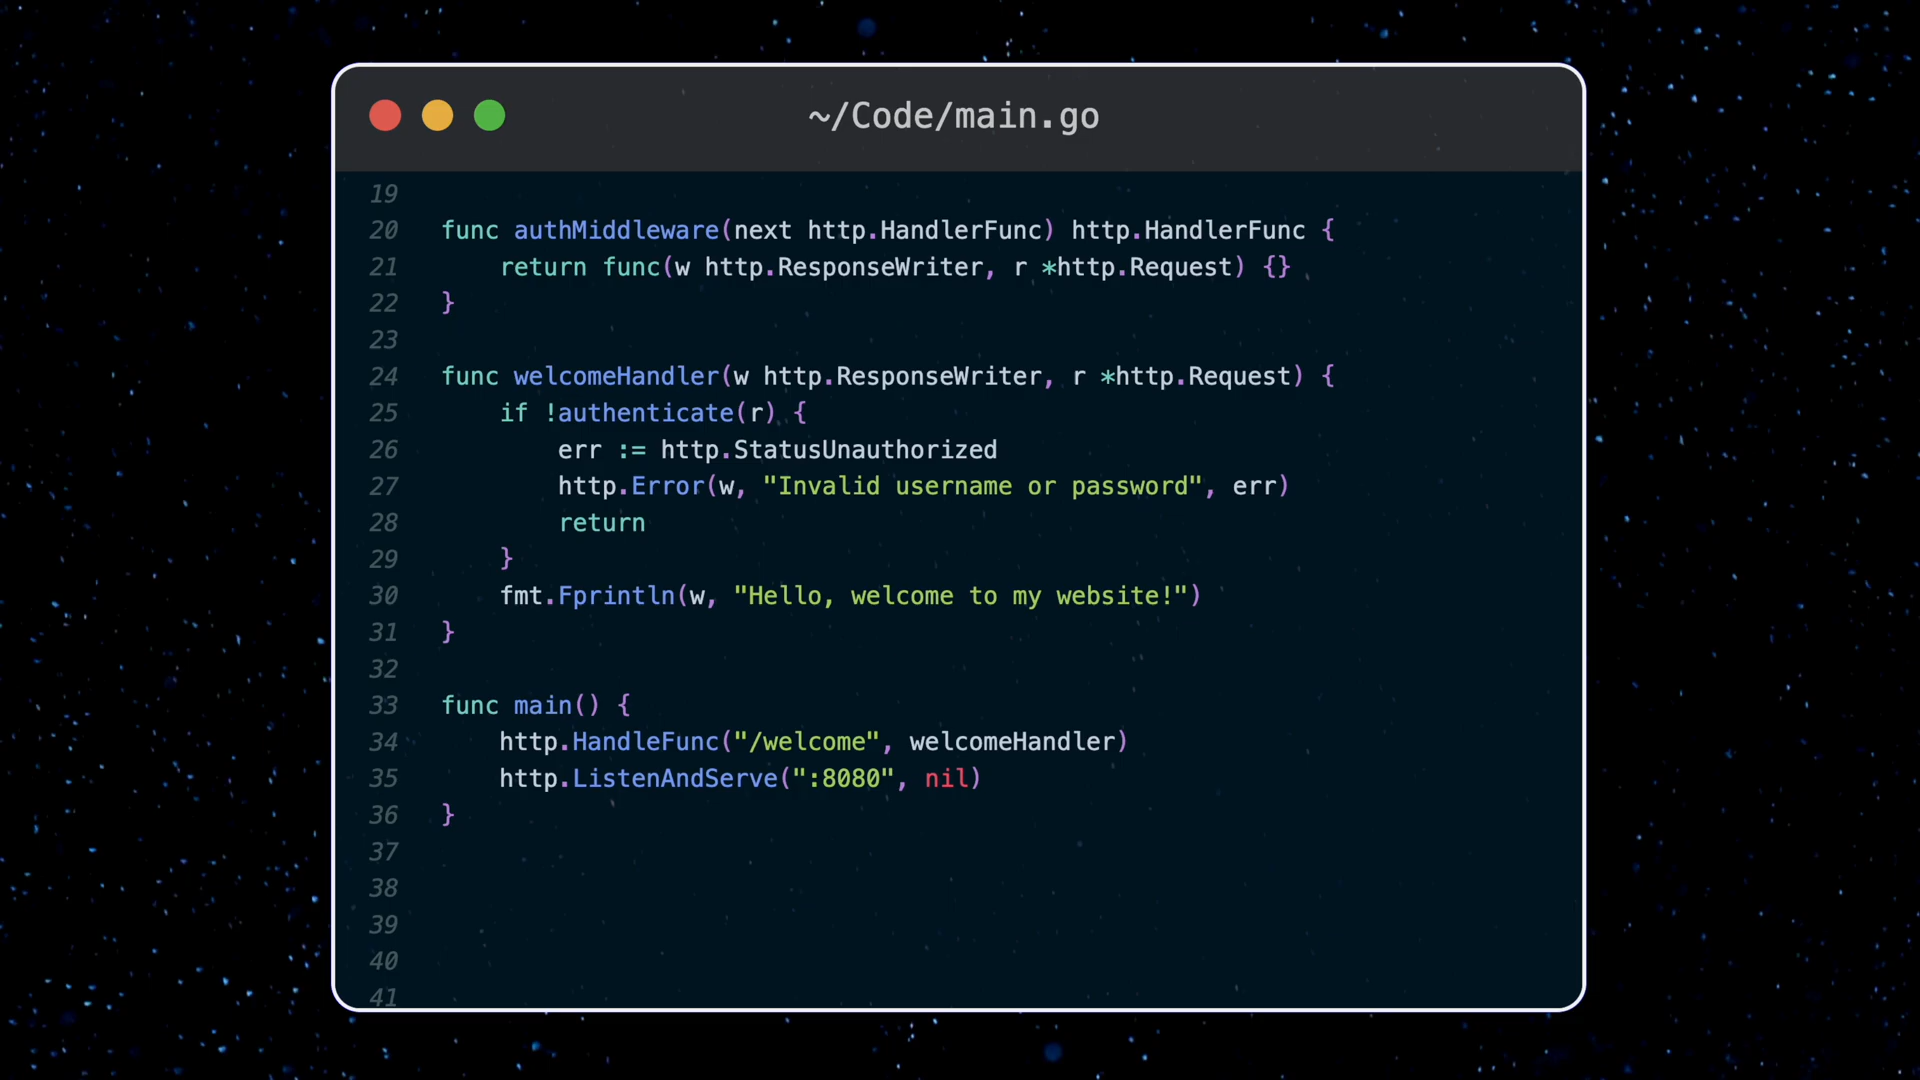 ~/Code/main.go
19
20 func authMiddleware(next http.HandlerFunc) http.HandlerFunc {
21     return func(w http.ResponseWriter, r *http.Request) {}
22 }
23
24 func welcomeHandler(w http.ResponseWriter, r *http.Request) {
25     if !authenticate(r) {
26         err := http.StatusUnauthorized
27         http.Error(w, "Invalid username or password", err)
28         return
29     }
30     fmt.Fprintln(w, "Hello, welcome to my website!")
31 }
32
33 func main() {
34     http.HandleFunc("/welcome", welcomeHandler)
35     http.ListenAndServe(":8080", nil)
36 }
37
38
39
40
41